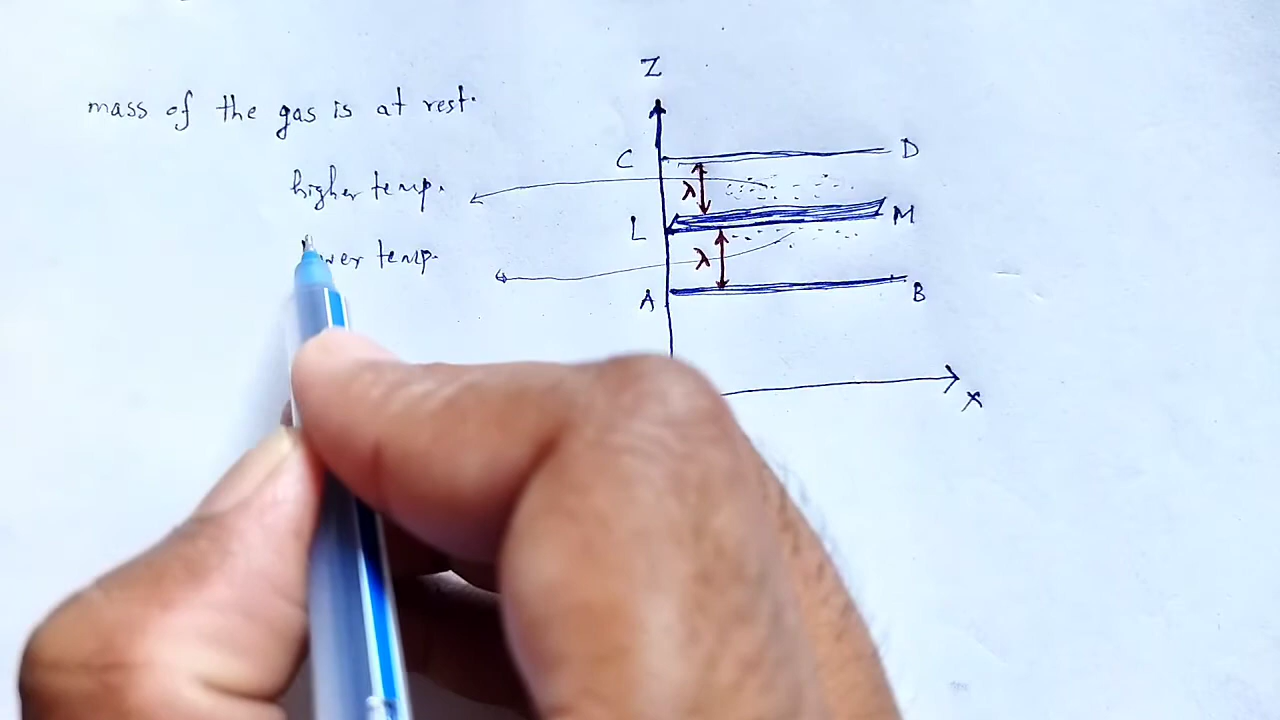 mass of the gas is at rest.
Z
C
D
higher temp.
λ
L
M
temp.
λ
A
B
X